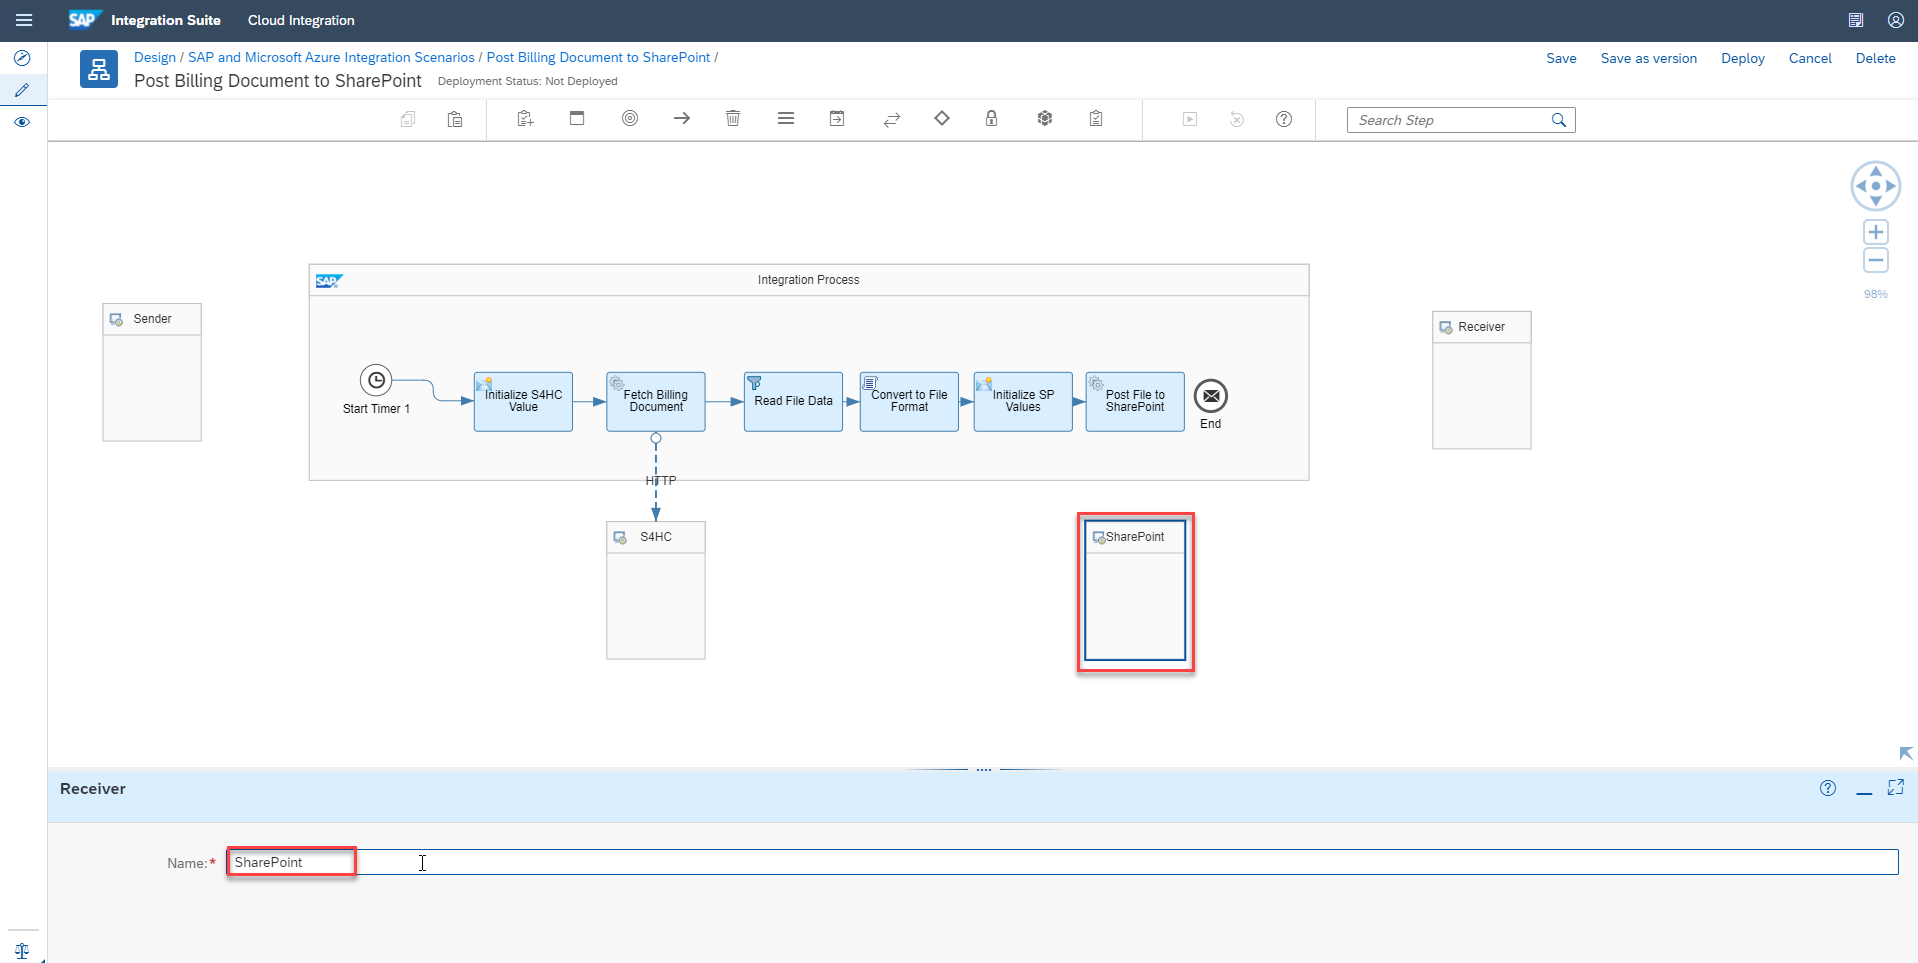 SAP Integration Suite Cloud Integration
Design / SAP and Microsoft Azure Integration Scenarios / Post Billing Document to SharePoint /
Post Billing Document to SharePoint Deployment Status: Not Deployed
Save Save as version Deploy Cancel Delete
Search Step
98%
SAP Integration Process
Sender
Receiver
Start Timer 1
Initialize S4HC
Value
Fetch Billing
Document
Read File Data
Convert to File
Format
Initialize SP
Values
Post File to
SharePoint
End
HTTP
S4HC
SharePoint
Receiver
Name:* SharePoint